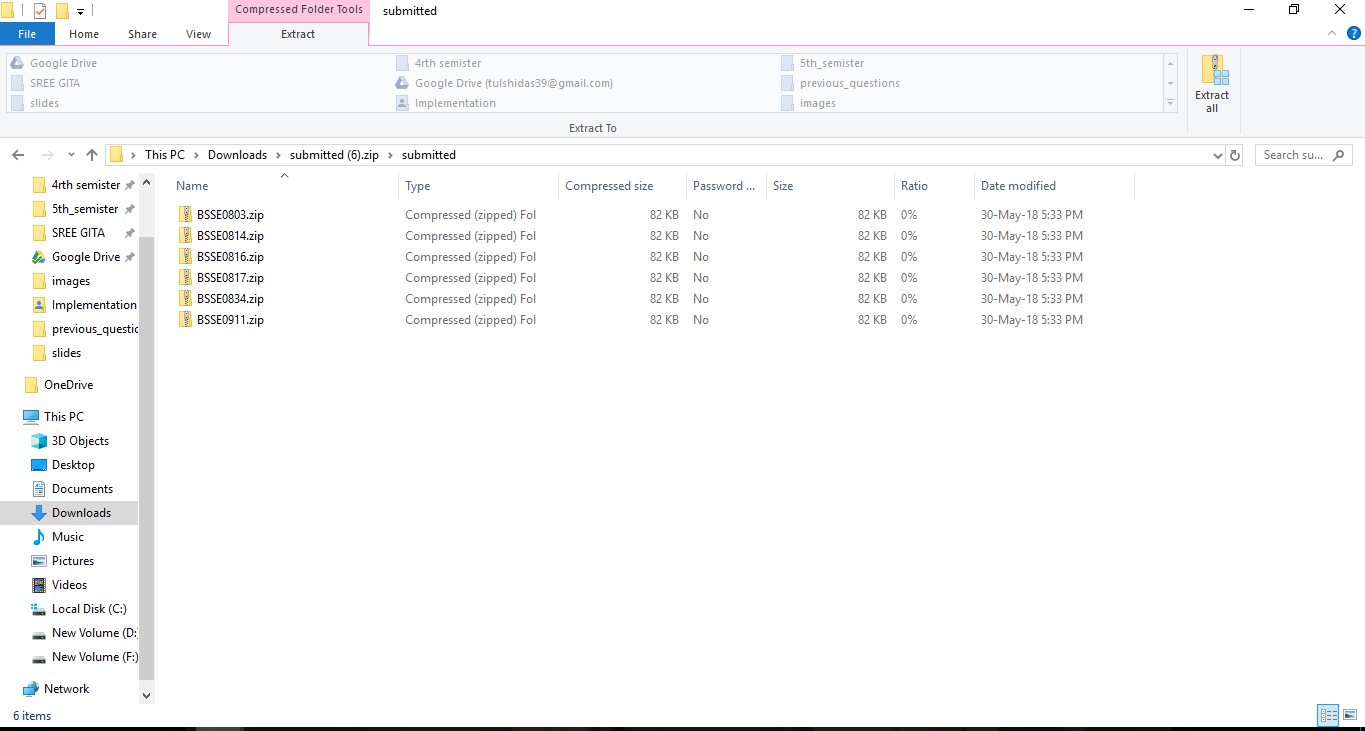 Compressed Folder Tools submitted
File Home Share View Extract
Google Drive 4rth semister 5th_semister
SREE GITA Google Drive (tulshidas39@gmail.com) previous_questions
slides Implementation images
Extract all
Extract To
This PC Downloads submitted (6).zip submitted Search su...
4rth semister
5th_semister
SREE GITA
Google Drive
images
Implementation
previous_questic
slides
OneDrive
This PC
3D Objects
Desktop
Documents
Downloads
Music
Pictures
Videos
Local Disk (C:)
New Volume (D:
New Volume (F:)
Network
Name Type Compressed size Password ... Size Ratio Date modified
BSSE0803.zip Compressed (zipped) Fol 82 KB No 82 KB 0% 30-May-18 5:33 PM
BSSE0814.zip Compressed (zipped) Fol 82 KB No 82 KB 0% 30-May-18 5:33 PM
BSSE0816.zip Compressed (zipped) Fol 82 KB No 82 KB 0% 30-May-18 5:33 PM
BSSE0817.zip Compressed (zipped) Fol 82 KB No 82 KB 0% 30-May-18 5:33 PM
BSSE0834.zip Compressed (zipped) Fol 82 KB No 82 KB 0% 30-May-18 5:33 PM
BSSE0911.zip Compressed (zipped) Fol 82 KB No 82 KB 0% 30-May-18 5:33 PM
6 items